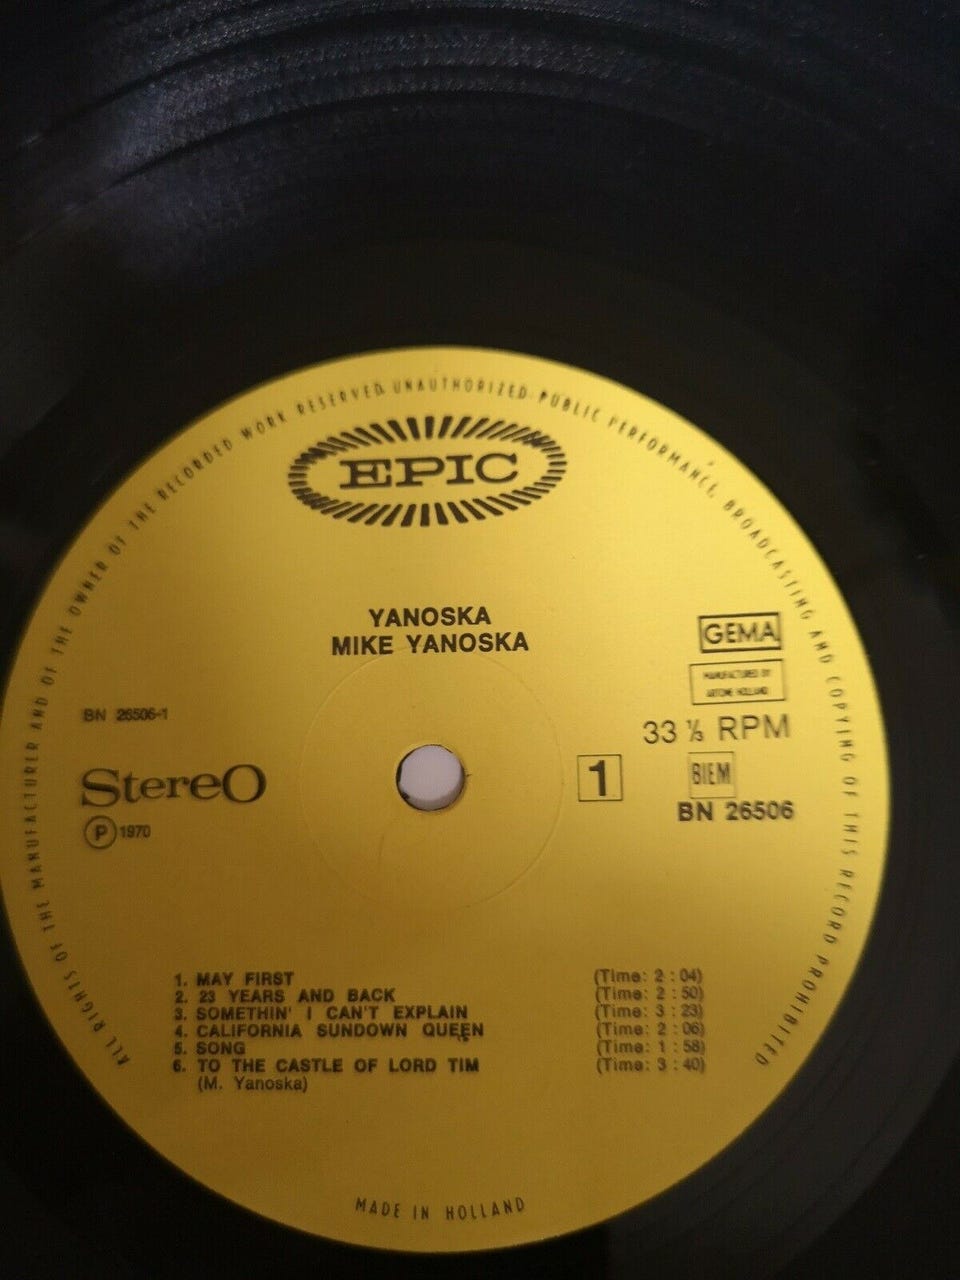 ALL RIGHTS OF THE MANUFACTURER AND OF THE OWNER OF THE RECORDED WORK RESERVED. UNAUTHORIZED PUBLIC PERFORMANCE, BROADCASTING AND COPYING OF THIS RECORD PROHIBITED
EPIC
YANOSKA
MIKE YANOSKA
GEMA
MANUFACTURED BY
ARTONE HOLLAND
BN 26506-1
33 ⅓ RPM
Stereo
1
BIEM
BN 26506
P 1970
1. MAY FIRST (Time: 2 : 04)
2. 23 YEARS AND BACK (Time: 2 : 50)
3. SOMETHIN' I CAN'T EXPLAIN (Time: 3 : 23)
4. CALIFORNIA SUNDOWN QUEEN (Time: 2 : 06)
5. SONG (Time: 1 : 58)
6. TO THE CASTLE OF LORD TIM (Time: 3 : 40)
(M. Yanoska)
MADE IN HOLLAND